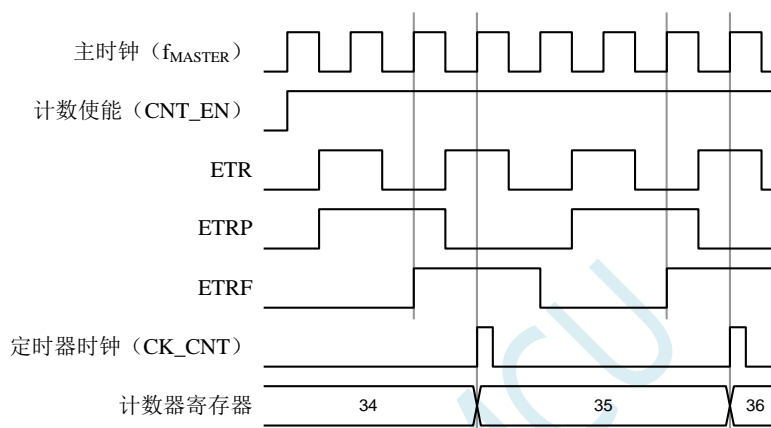 主时钟（fMASTER）
计数使能（CNT_EN）
ETR
ETRP
ETRF
定时器时钟（CK_CNT）
计数器寄存器 34 35 36
MCU